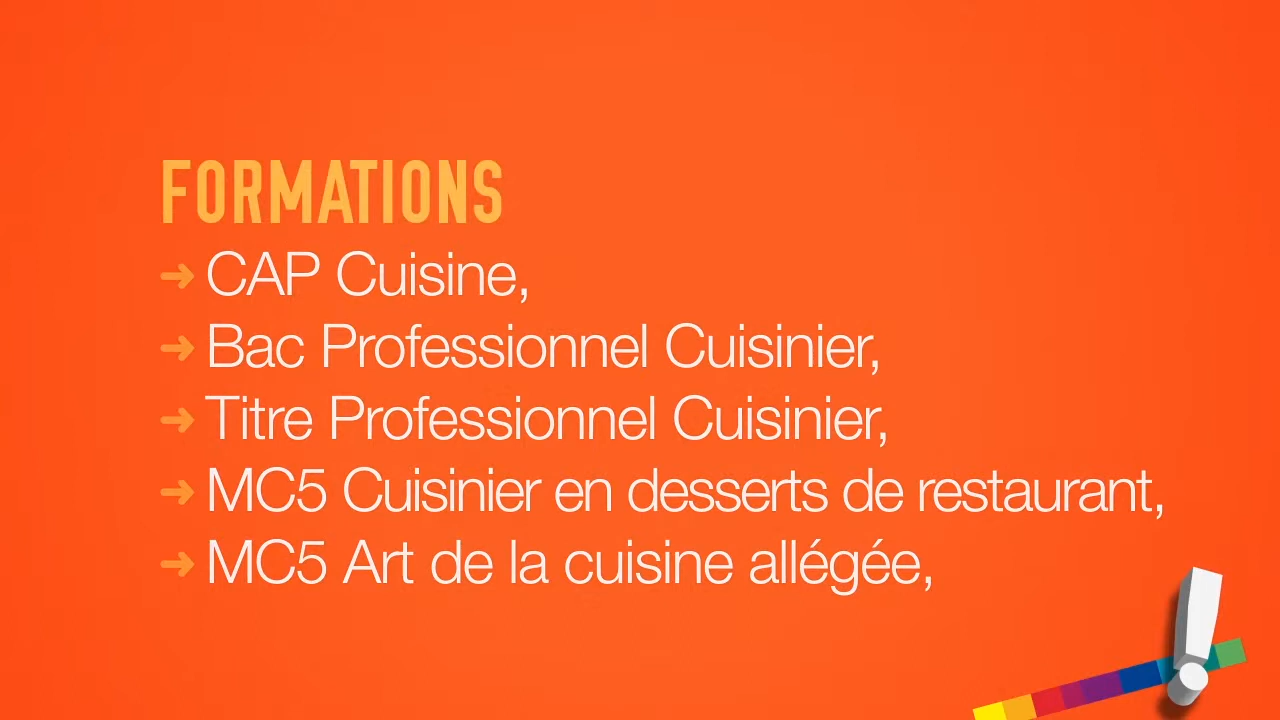 FORMATIONS
➔ CAP Cuisine,
➔ Bac Professionnel Cuisinier,
➔ Titre Professionnel Cuisinier,
➔ MC5 Cuisinier en desserts de restaurant,
➔ MC5 Art de la cuisine allégée,